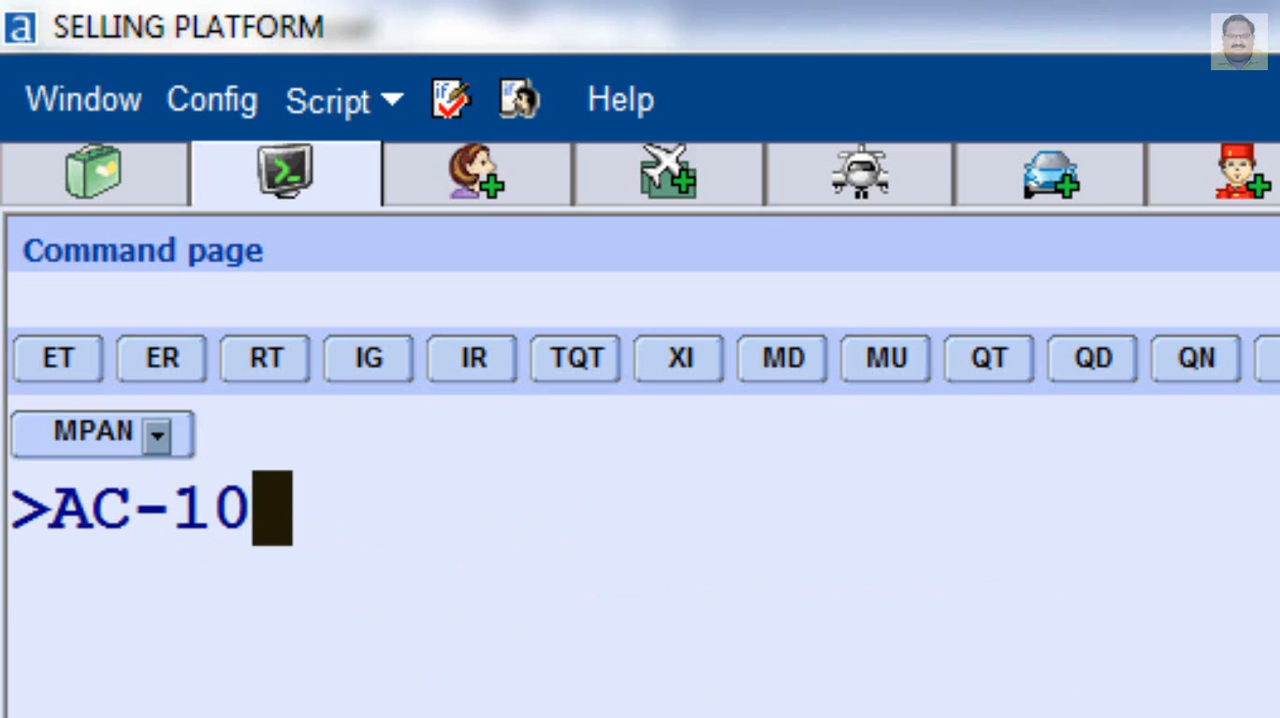 a SELLING PLATFORM
Window Config Script Help
Command page
ET ER RT IG IR TQT XI MD MU QT QD QN
MPAN
>AC-10